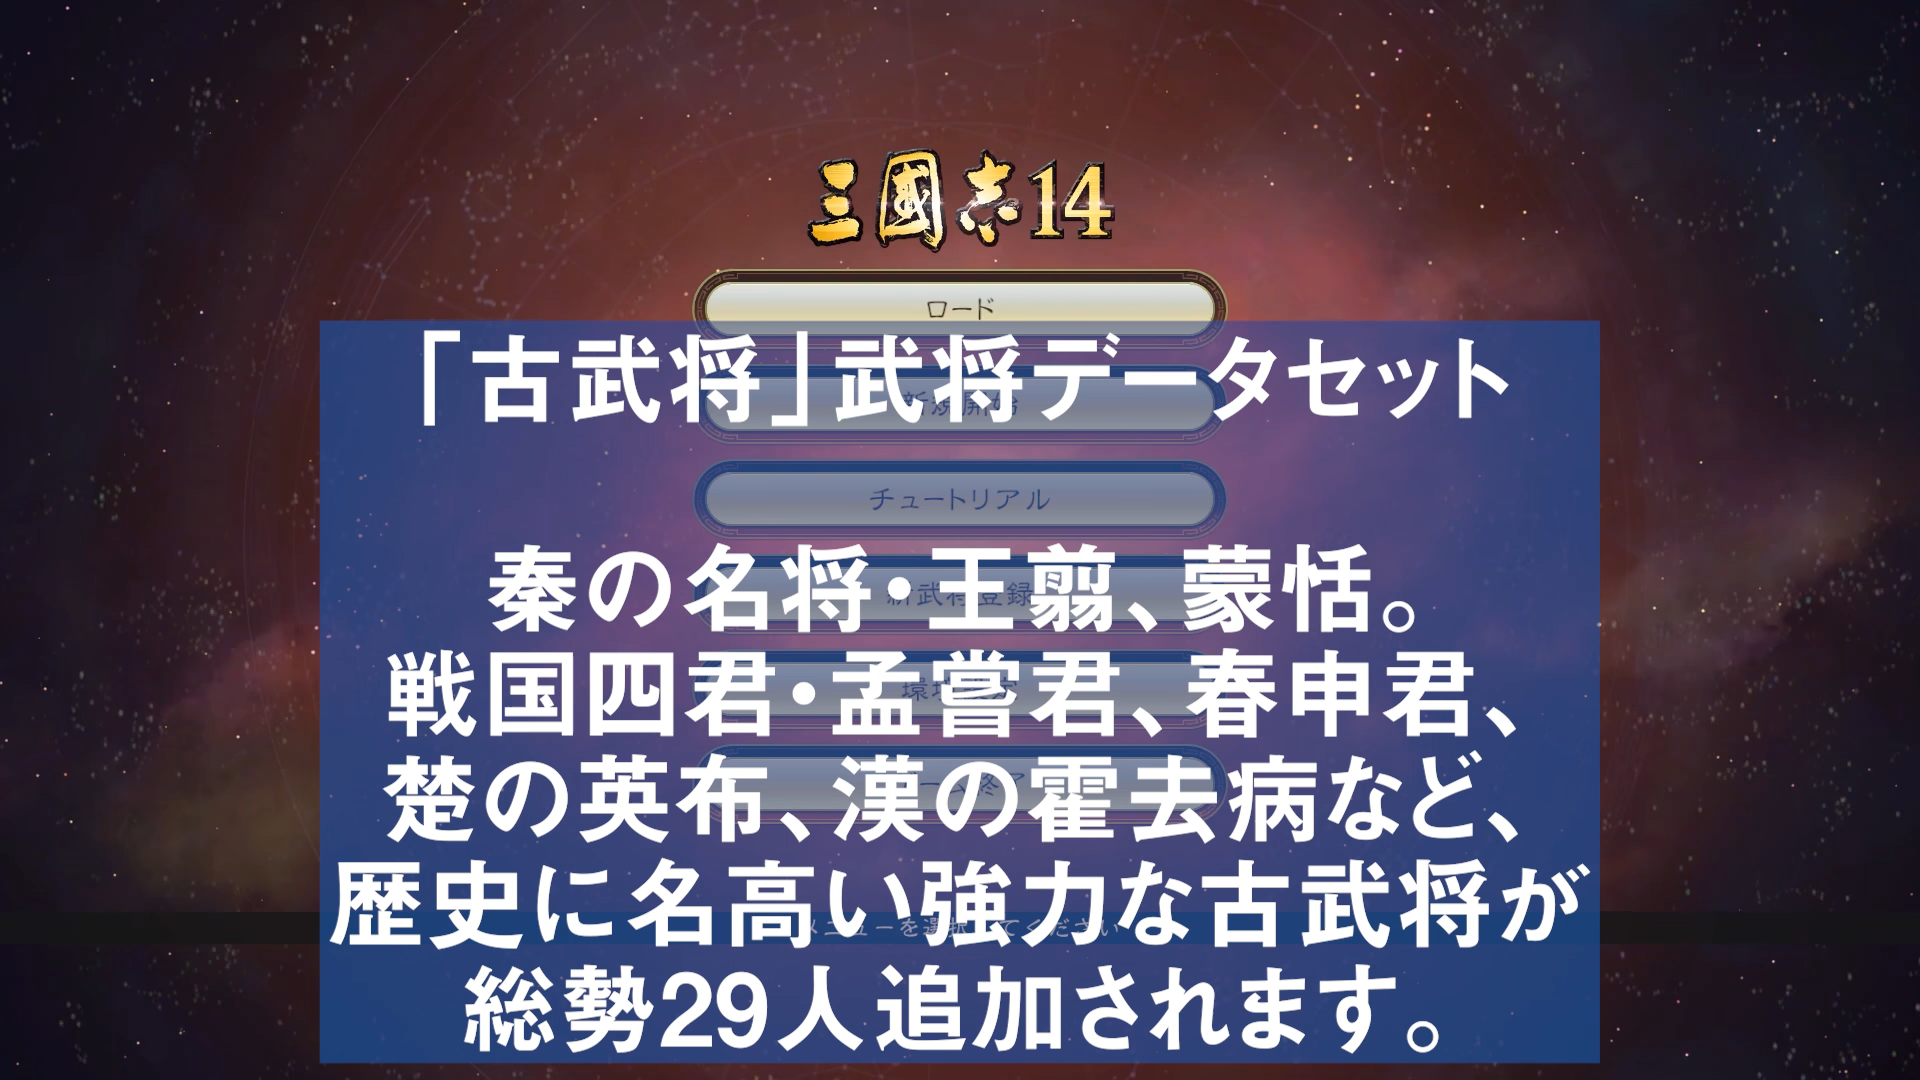 三國志14
ロード
「古武将」武将データセット
チュートリアル
秦の名将・王翦、蒙恬。
戦国四君・孟嘗君、春申君、
楚の英布、漢の霍去病など、
歴史に名高い強力な古武将が
総勢29人追加されます。